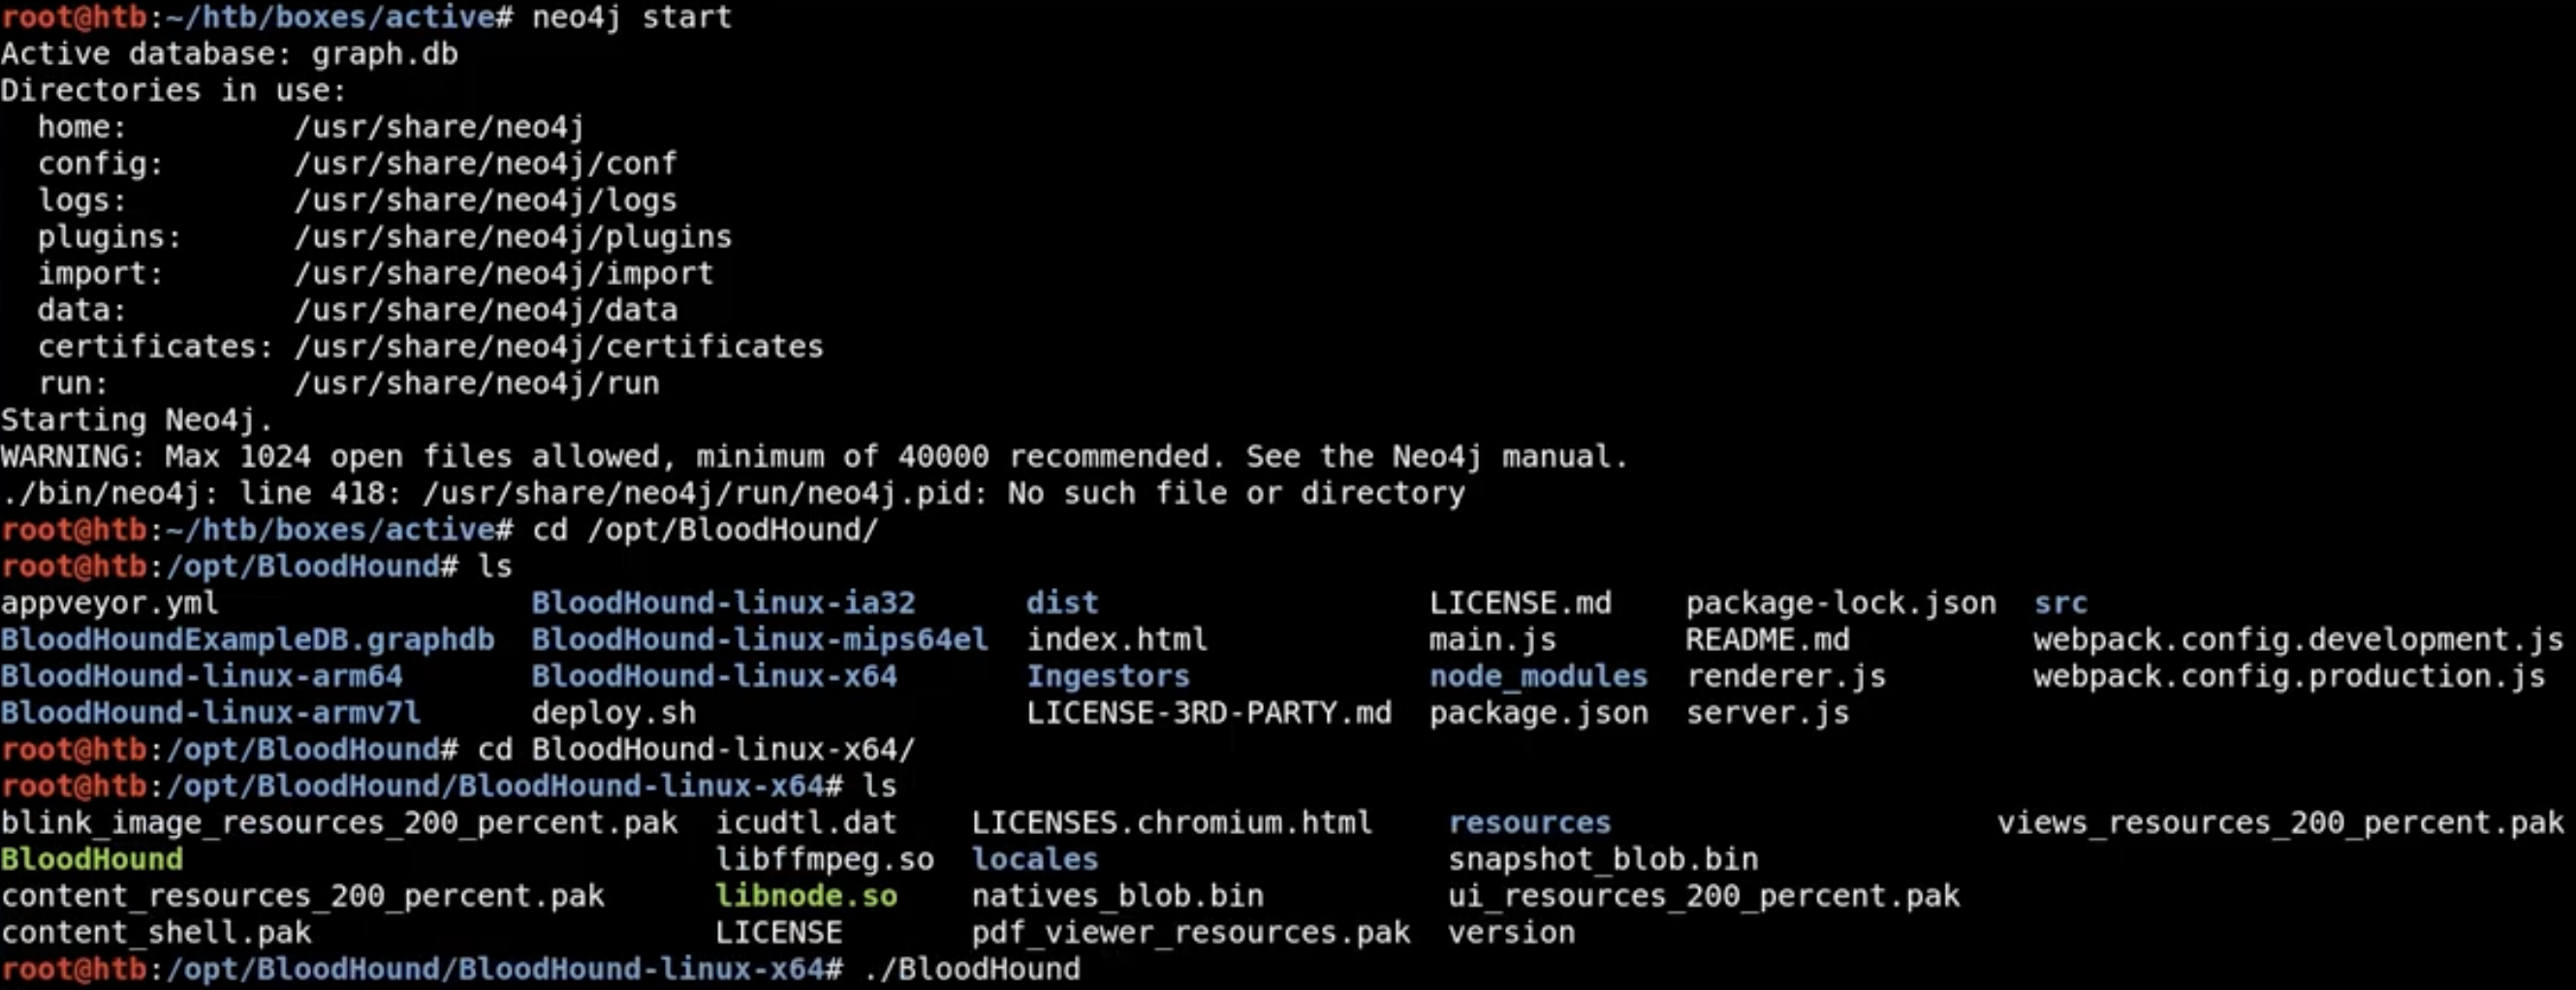 root@htb:~/htb/boxes/active# neo4j start
Active database: graph.db
Directories in use:
  home:         /usr/share/neo4j
  config:       /usr/share/neo4j/conf
  logs:         /usr/share/neo4j/logs
  plugins:      /usr/share/neo4j/plugins
  import:       /usr/share/neo4j/import
  data:         /usr/share/neo4j/data
  certificates: /usr/share/neo4j/certificates
  run:          /usr/share/neo4j/run
Starting Neo4j.
WARNING: Max 1024 open files allowed, minimum of 40000 recommended. See the Neo4j manual.
./bin/neo4j: line 418: /usr/share/neo4j/run/neo4j.pid: No such file or directory
root@htb:~/htb/boxes/active# cd /opt/BloodHound/
root@htb:/opt/BloodHound# ls
appveyor.yml                 BloodHound-linux-ia32      dist                  LICENSE.md    package-lock.json  src
BloodHoundExampleDB.graphdb  BloodHound-linux-mips64el  index.html            main.js       README.md          webpack.config.development.js
BloodHound-linux-arm64       BloodHound-linux-x64       Ingestors             node_modules  renderer.js        webpack.config.production.js
BloodHound-linux-armv7l      deploy.sh                  LICENSE-3RD-PARTY.md  package.json  server.js
root@htb:/opt/BloodHound# cd BloodHound-linux-x64/
root@htb:/opt/BloodHound/BloodHound-linux-x64# ls
blink_image_resources_200_percent.pak  icudtl.dat    LICENSES.chromium.html    resources                     views_resources_200_percent.pak
BloodHound                             libffmpeg.so  locales                   snapshot_blob.bin
content_resources_200_percent.pak      libnode.so    natives_blob.bin          ui_resources_200_percent.pak
content_shell.pak                      LICENSE       pdf_viewer_resources.pak  version
root@htb:/opt/BloodHound/BloodHound-linux-x64# ./BloodHound